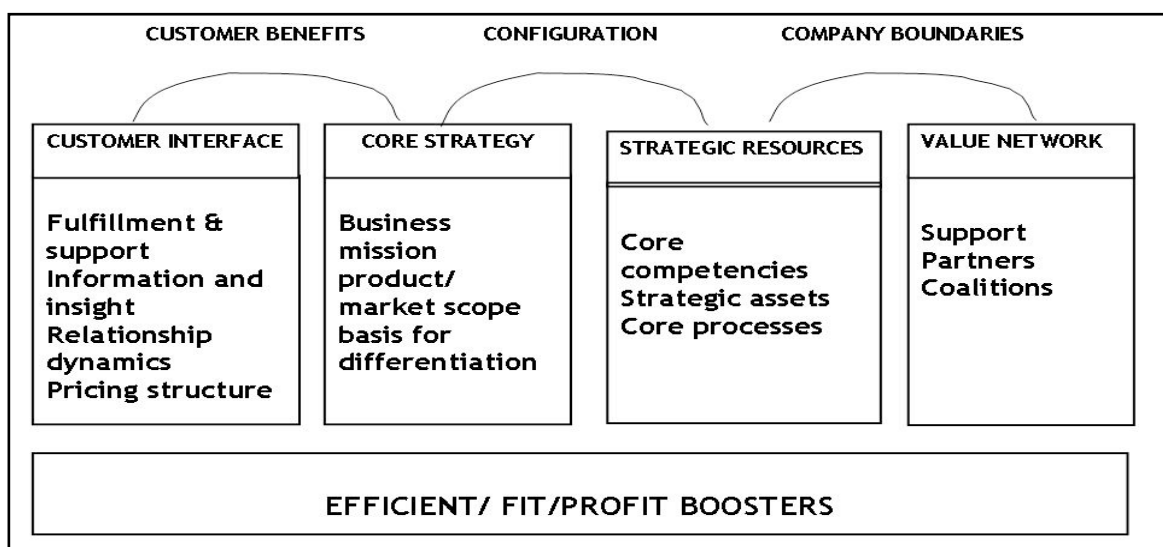 CUSTOMER BENEFITS
CONFIGURATION
COMPANY BOUNDARIES
CUSTOMER INTERFACE
Fulfillment &
support
Information and
insight
Relationship
dynamics
Pricing structure
CORE STRATEGY
Business
mission
product/
market scope
basis for
differentiation
STRATEGIC RESOURCES
Core
competencies
Strategic assets
Core processes
VALUE NETWORK
Support
Partners
Coalitions
EFFICIENT/ FIT/PROFIT BOOSTERS